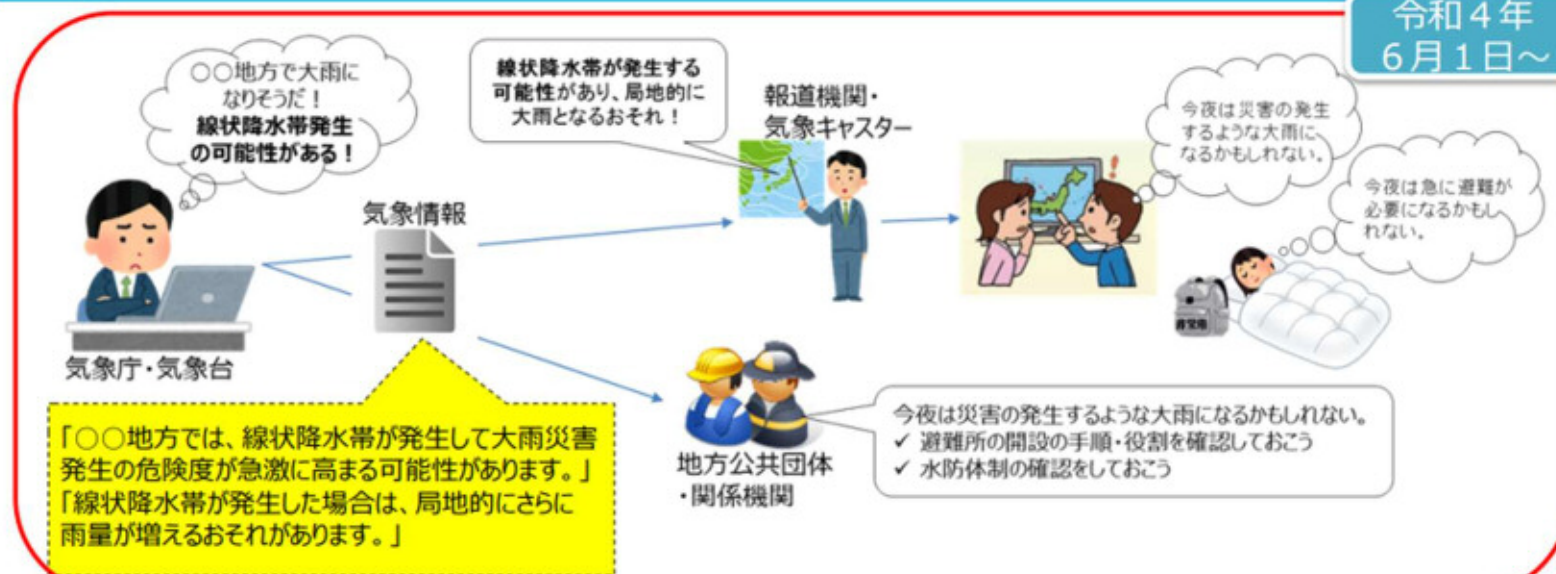 令和４年
６月１日～
○○地方で大雨に
なりそうだ！
線状降水帯発生
の可能性がある！
線状降水帯が発生する
可能性があり、局地的に
大雨となるおそれ！
報道機関・
気象キャスター
今夜は災害の発生
するような大雨に
なるかもしれない。
今夜は急に避難が
必要になるかもし
れない。
気象情報
非常用
気象庁・気象台
「○○地方では、線状降水帯が発生して大雨災害
発生の危険度が急激に高まる可能性があります。」
「線状降水帯が発生した場合は、局地的にさらに
雨量が増えるおそれがあります。」
地方公共団体
・関係機関
今夜は災害の発生するような大雨になるかもしれない。
✓ 避難所の開設の手順・役割を確認しておこう
✓ 水防体制の確認をしておこう